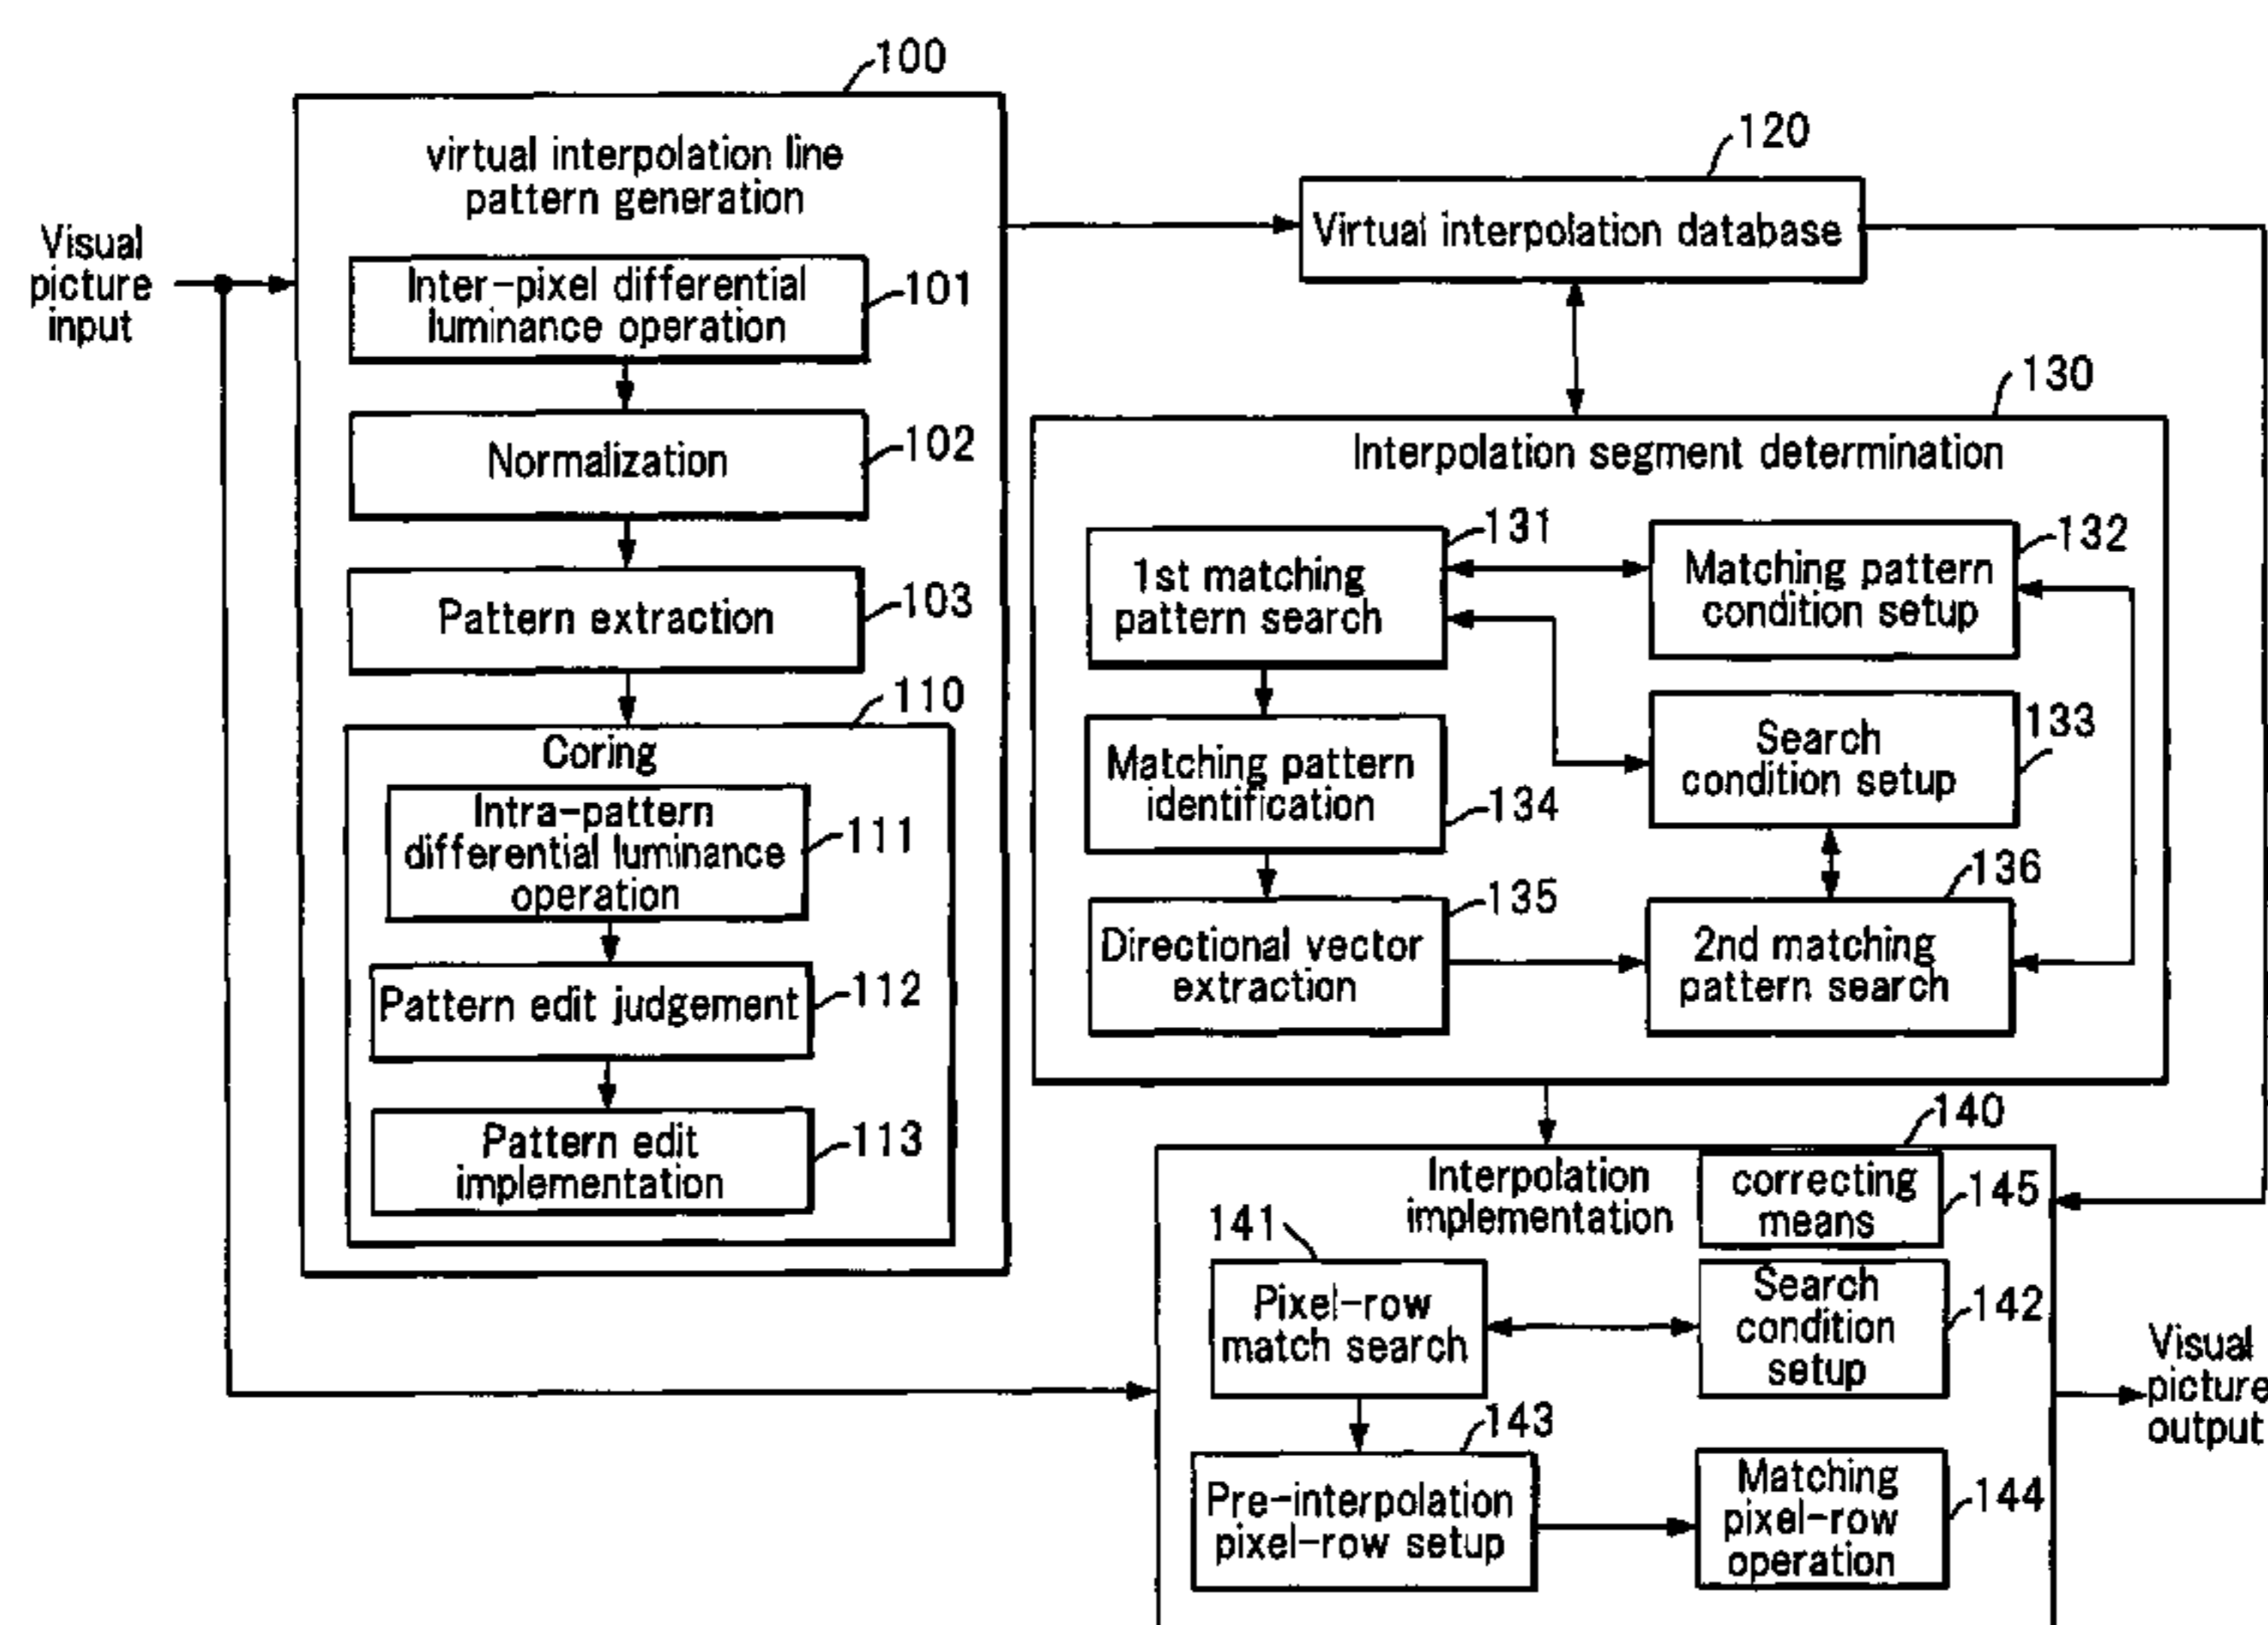 100
virtual interpolation line
pattern generation
Visual
picture
input
Inter-pixel differential
luminance operation
101
Normalization
102
Pattern extraction
103
110
Coring
Intra-pattern
differential luminance
operation
111
Pattern edit judgement
112
Pattern edit
implementation
113
120
Virtual interpolation database
130
Interpolation segment determination
131
1st matching
pattern search
132
Matching pattern
condition setup
133
Search
condition setup
Matching pattern
identification
134
135
Directional vector
extraction
136
2nd matching
pattern search
140
Interpolation
implementation
correcting
means
145
141
Pixel-row
match search
Search
condition
setup
142
143
Pre-interpolation
pixel-row setup
Matching
pixel-row
operation
144
Visual
picture
output